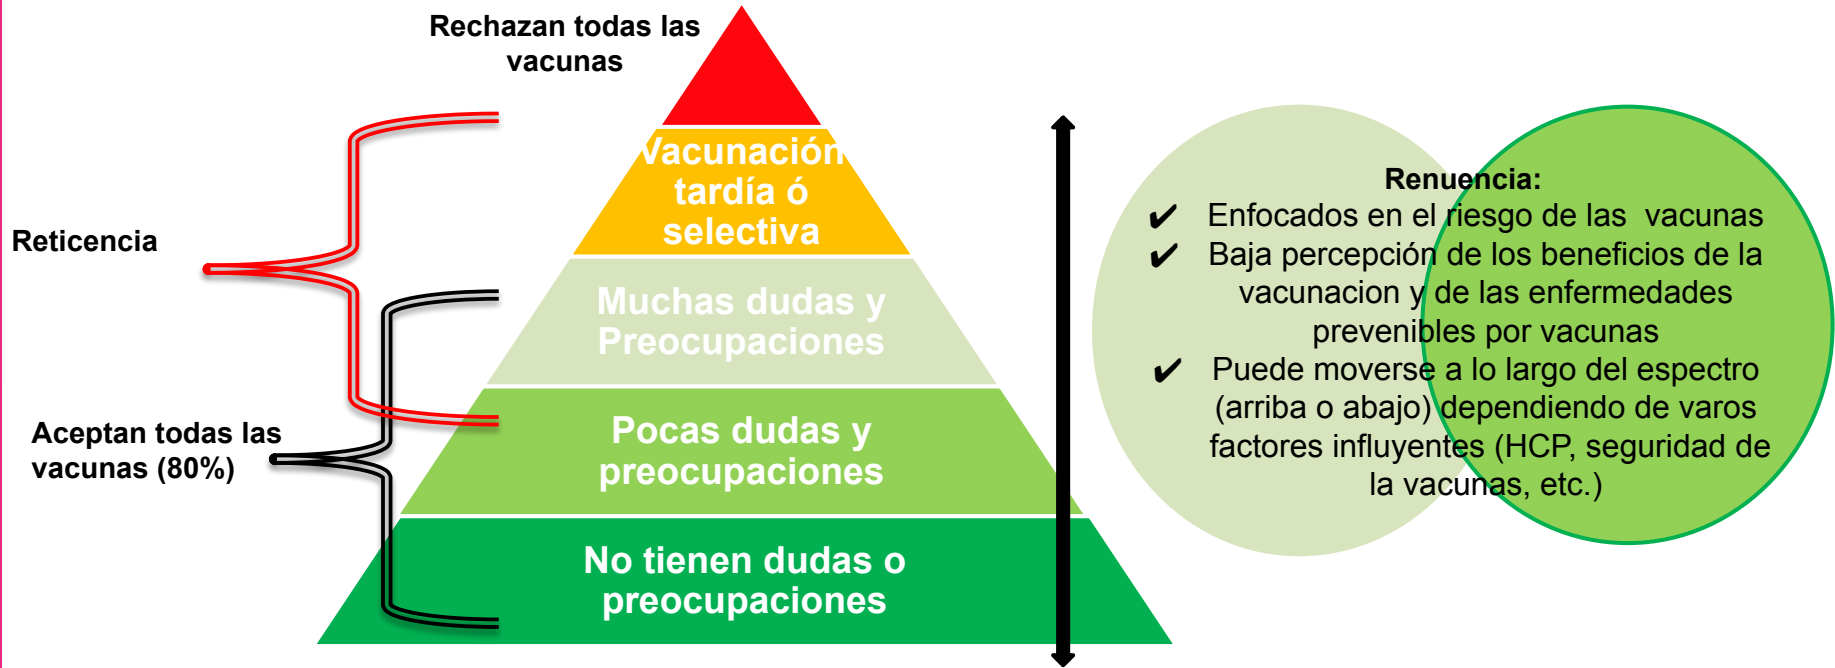 Rechazan todas las
vacunas
Vacunación
tardía ó
selectiva
Muchas dudas y
Preocupaciones
Pocas dudas y
preocupaciones
No tienen dudas o
preocupaciones
Reticencia
Aceptan todas las
vacunas (80%)
Renuencia:
✔ Enfocados en el riesgo de las vacunas
✔ Baja percepción de los beneficios de la
vacunacion y de las enfermedades
prevenibles por vacunas
✔ Puede moverse a lo largo del espectro
(arriba o abajo) dependiendo de varos
factores influyentes (HCP, seguridad de
la vacunas, etc.)